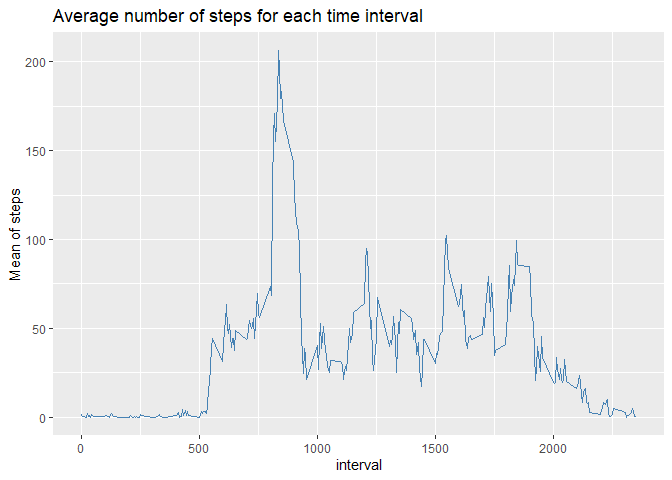 Average number of steps for each time interval
200
150
100
50
0
Mean of steps
0 500 1000 1500 2000
interval